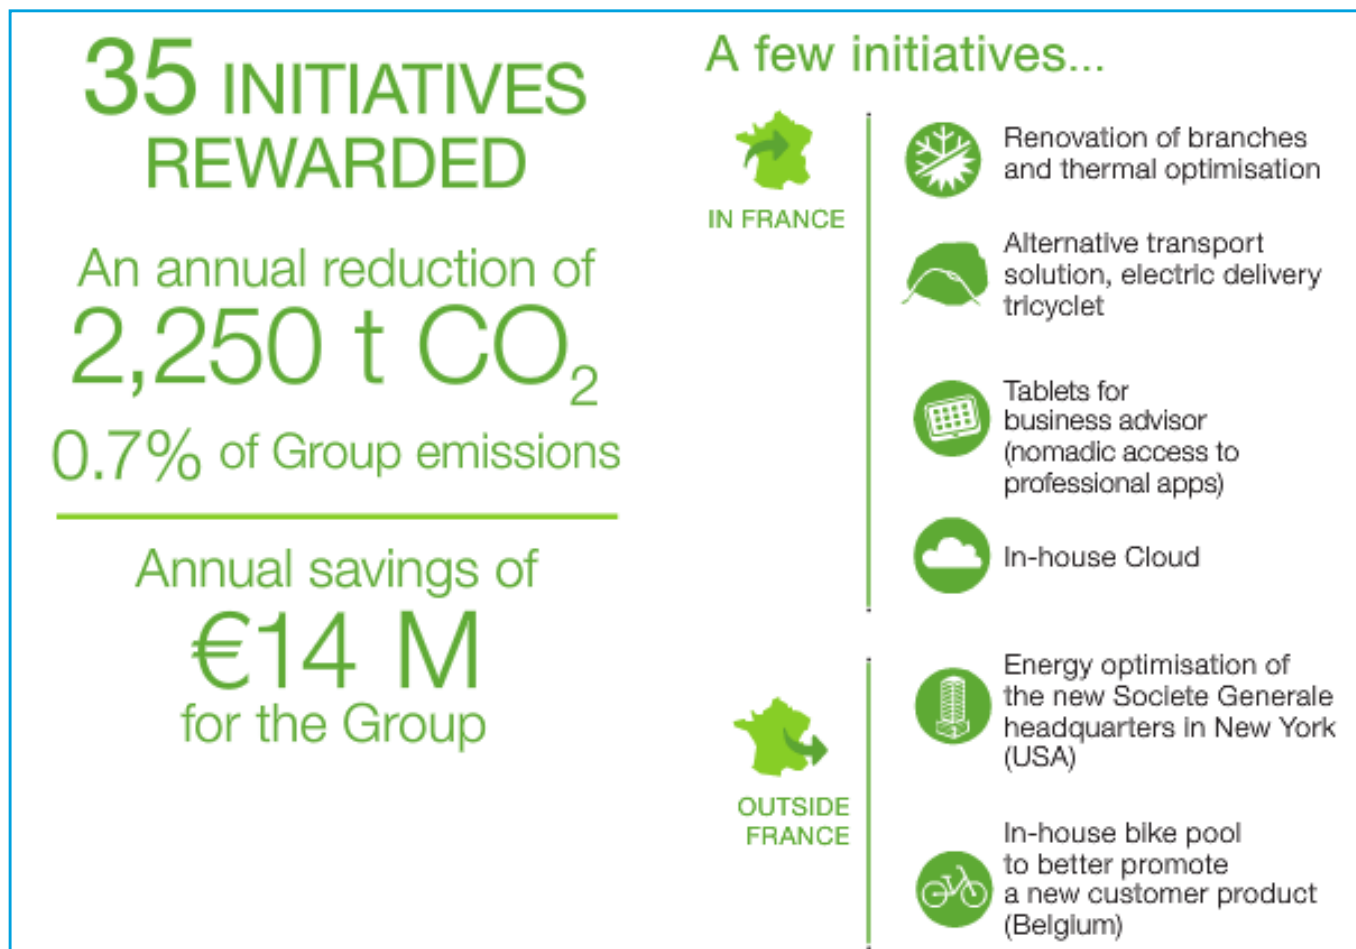 35 INITIATIVES
REWARDED
An annual reduction of
2,250 t CO₂
0.7% of Group emissions
Annual savings of
€14 M
for the Group
A few initiatives...
IN FRANCE
Renovation of branches
and thermal optimisation
Alternative transport
solution, electric delivery
tricyclet
Tablets for
business advisor
(nomadic access to
professional apps)
In-house Cloud
OUTSIDE
FRANCE
Energy optimisation of
the new Societe Generale
headquarters in New York
(USA)
In-house bike pool
to better promote
a new customer product
(Belgium)